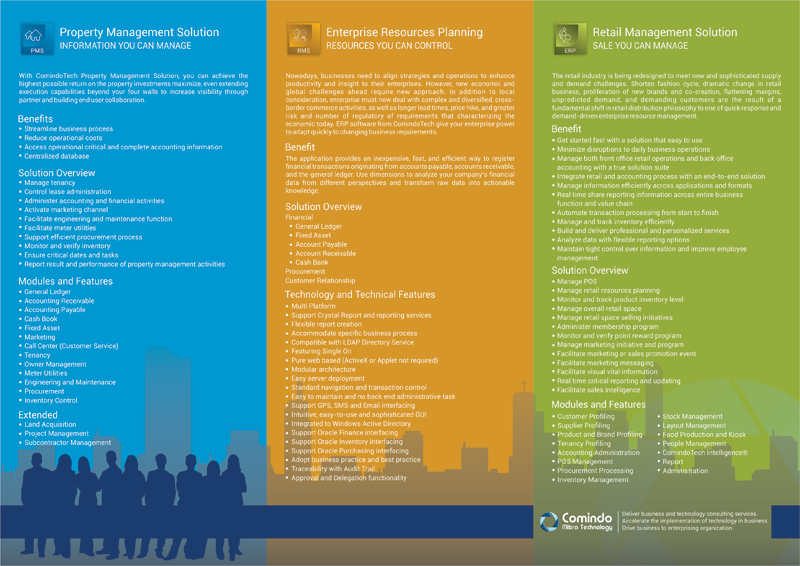 PMS
Property Management Solution
INFORMATION YOU CAN MANAGE
With ComindoTech Property Management Solution, you can achieve the
highest possible return on the property investments maximize; even extending
execution capabilities beyond your four walls to increase visibility through
partner and building end user collaboration.
Benefits
• Streamline business process
• Reduce operational costs
• Access operational critical and complete accounting information
• Centralized database
Solution Overview
• Manage tenancy
• Control lease administration
• Administer accounting and financial activities
• Activate marketing channel
• Facilitate engineering and maintenance function
• Facilitate meter utilities
• Support efficient procurement process
• Monitor and verify inventory
• Ensure critical dates and tasks
• Report result and performance of property management activities
Modules and Features
• General Ledger
• Accounting Receivable
• Accounting Payable
• Cash Book
• Fixed Asset
• Marketing
• Call Center (Customer Service)
• Tenancy
• Owner Management
• Meter Utilities
• Engineering and Maintenance
• Procurement
• Inventory Control
Extended
• Land Acquisition
• Project Management
• Subcontractor Management
RMS
Enterprise Resources Planning
RESOURCES YOU CAN CONTROL
Nowadays, businesses need to align strategies and operations to enhance
productivity and insight to their enterprises. However, new economic and
global challenges ahead require new approach. In addition to local
consideration, enterprise must now deal with complex and diversified, cross-
border commerce activities, as well as longer lead times, price hike, and greater
risk and number of regulatory of requirements that characterizing the
economic today. ERP software from ComindoTech give your enterprise power
to adapt quickly to changing business requirements.
Benefit
The application provides an inexpensive, fast, and efficient way to register
financial transactions originating from accounts payable, accounts receivable,
and the general ledger. Use dimensions to analyze your company's financial
data from different perspectives and transform raw data into actionable
knowledge.
Solution Overview
Financial
• General Ledger
• Fixed Asset
• Account Payable
• Account Receivable
• Cash Bank
Procurement
Customer Relationship
Technology and Technical Features
• Multi Platform
• Support Crystal Report and reporting services
• Flexible report creation
• Accommodate specific business process
• Compatible with LDAP Directory Service
• Featuring Single On
• Pure web based (ActiveX or Applet not required)
• Modular architecture
• Easy server deployment
• Standard navigation and transaction control
• Easy to maintain and no back end administrative task
• Support GPS, SMS and Email interfacing
• Intuitive, easy-to-use and sophisticated GUI
• Integrated to Windows Active Directory
• Support Oracle Finance interfacing
• Support Oracle Inventory interfacing
• Support Oracle Purchasing interfacing
• Adopt business practice and best practice
• Traceability with Audit Trail
• Approval and Delegation functionality
ERP
Retail Management Solution
SALE YOU CAN MANAGE
The retail industry is being redesigned to meet new and sophisticated supply
and demand challenges. Shorten fashion cycle, dramatic change in retail
business, proliferation of new brands and co-creation, flattening margins,
unpredicted demand, and demanding customers are the result of a
fundamental shift in retail distribution philosophy to one of quick response and
demand-driven enterprise resource management.
Benefit
• Get started fast with a solution that easy to use
• Minimize disruptions to daily business operations
• Manage both front office retail operations and back office
accounting with a true solution suite
• Integrate retail and accounting process with an end-to-end solution
• Manage information efficiently across applications and formats
• Real time share reporting information across entire business
function and value chain
• Automate transaction processing from start to finish
• Manage and track inventory efficiently
• Build and deliver professional and personalized services
• Analyze data with flexible reporting options
• Maintain tight control over information and improve employee
management
Solution Overview
• Manage POS
• Manage retail resources planning
• Monitor and track product inventory level
• Manage overall retail space
• Manage retail space selling initiatives
• Administer membership program
• Monitor and verify point reward program
• Manage marketing initiative and program
• Facilitate marketing or sales promotion event
• Facilitate marketing messaging
• Facilitate visual vital information
• Real time critical reporting and updating
• Facilitate sales intelligence
Modules and Features
• Customer Profiling
• Supplier Profiling
• Product and Brand Profiling
• Tenancy Profiling
• Accounting Administration
• POS Management
• Procurement Processing
• Inventory Management
• Stock Management
• Layout Management
• Food Production and Kiosk
• People Management
• ComindoTech Intelligence®
• Report
• Administration
Comindo
Mitra Technology
Deliver business and technology consulting services.
Accelerate the implementation of technology in business.
Drive business to enterprising organization.